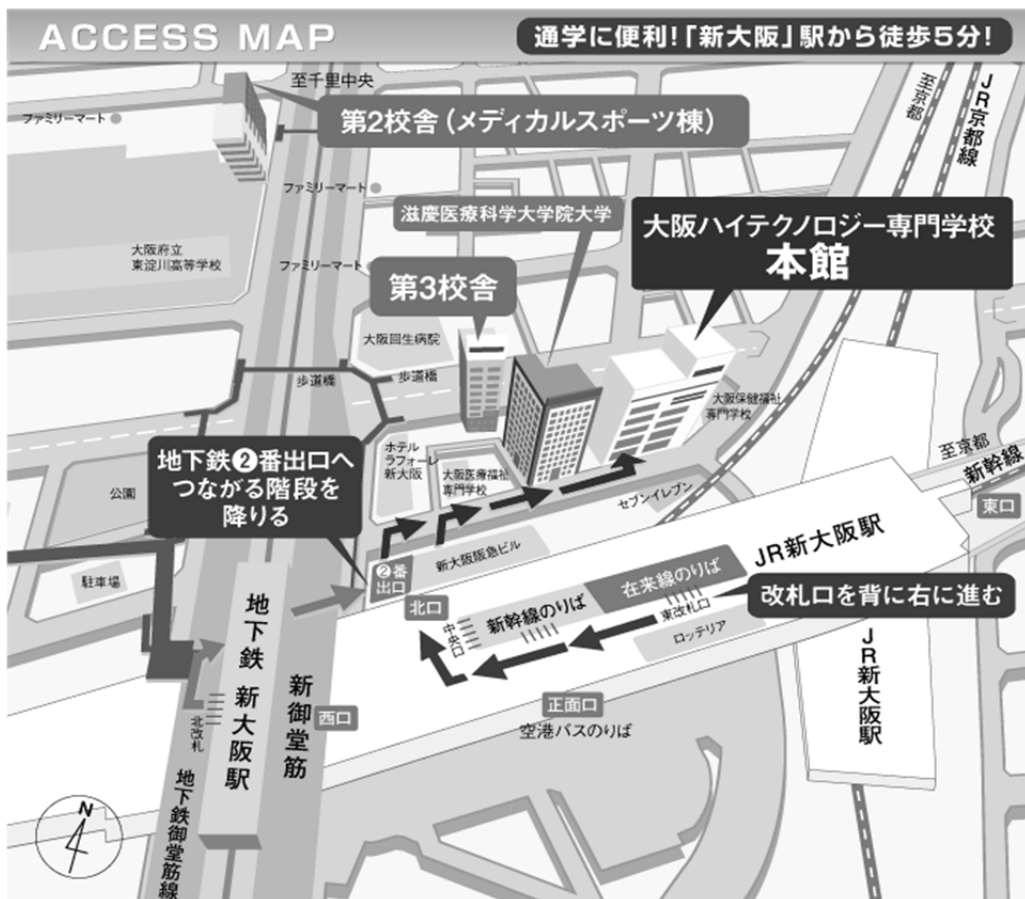 ACCESS MAP
通学に便利!「新大阪」駅から徒歩5分!
至千里中央
ファミリーマート
第2校舎(メディカルスポーツ棟)
至京都
JR京都線
ファミリーマート
滋慶医療科学大学院大学
大阪ハイテクノロジー専門学校
本館
大阪府立
東淀川高等学校
ファミリーマート
第3校舎
大阪回生病院
歩道橋
歩道橋
大阪保健福祉
専門学校
地下鉄❷番出口へ
つながる階段を
降りる
ホテル
ラフォーレ
新大阪
大阪医療福祉
専門学校
公園
セブンイレブン
至京都
新幹線
東口
駐車場
❷番
出口
新大阪阪急ビル
JR新大阪駅
北口
在来線のりば
新幹線のりば
中央口
東改札口
改札口を背に右に進む
ロッテリア
地下鉄 新大阪駅
新御堂筋
西口
正面口
空港バスのりば
JR新大阪駅
北改札
地下鉄御堂筋線
N